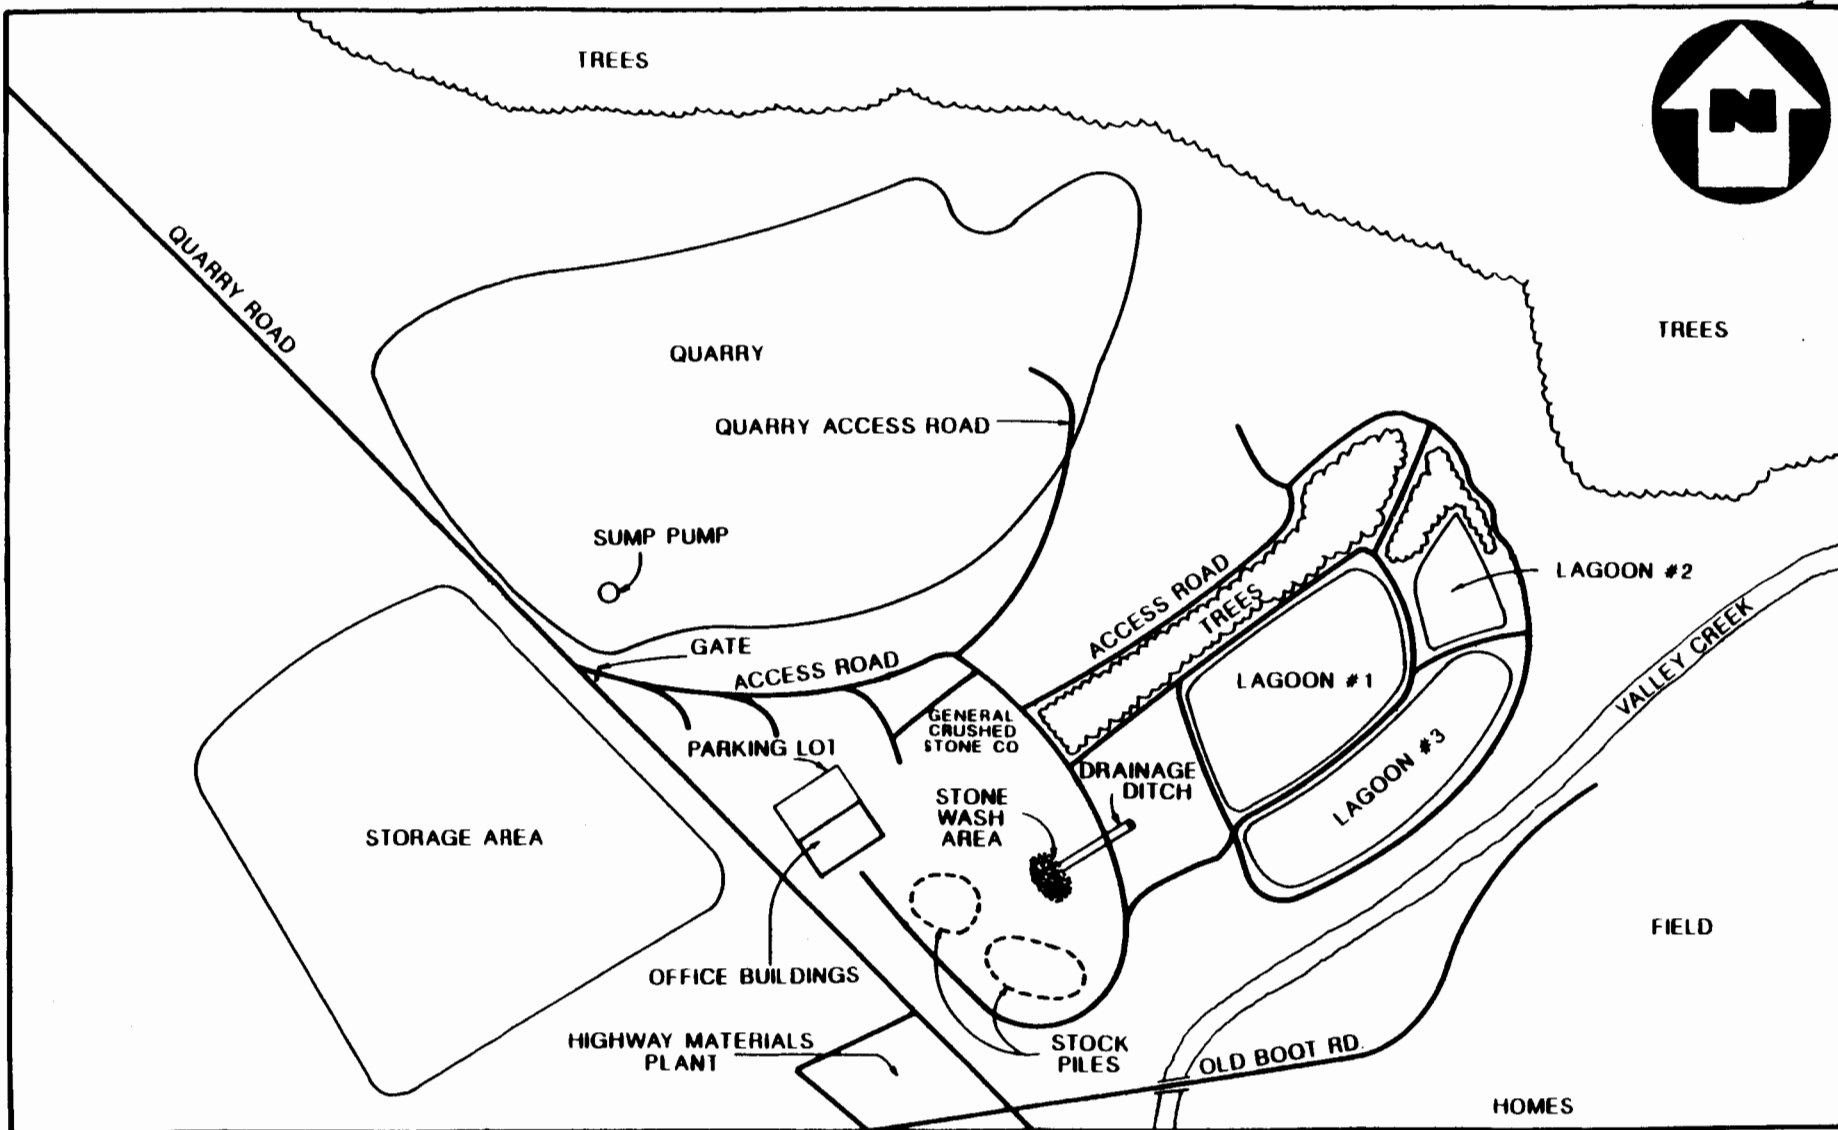 TREES
N
QUARRY ROAD
TREES
QUARRY
QUARRY ACCESS ROAD
SUMP PUMP
LAGOON #2
ACCESS ROAD
TREES
VALLEY CREEK
GATE
ACCESS ROAD
LAGOON #1
GENERAL
CRUSHED
STONE CO
PARKING LOT
DRAINAGE
DITCH
LAGOON #3
STONE
WASH
AREA
STORAGE AREA
FIELD
OFFICE BUILDINGS
HIGHWAY MATERIALS
PLANT
STOCK
PILES
OLD BOOT RD.
HOMES